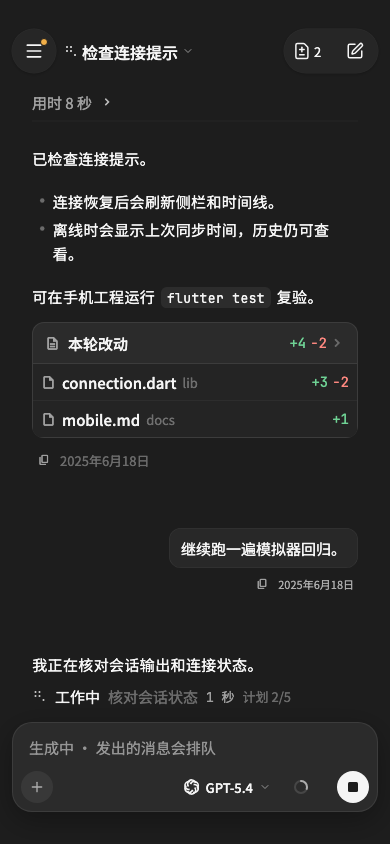 检查连接提示
2
用时 8 秒
已检查连接提示。
连接恢复后会刷新侧栏和时间线。
离线时会显示上次同步时间，历史仍可查
看。
可在手机工程运行 flutter test 复验。
本轮改动 +4 -2
connection.dart lib +3 -2
mobile.md docs +1
2025年6月18日
继续跑一遍模拟器回归。
2025年6月18日
我正在核对会话输出和连接状态。
工作中 核对会话状态 1 秒 计划 2/5
生成中 • 发出的消息会排队
GPT-5.4